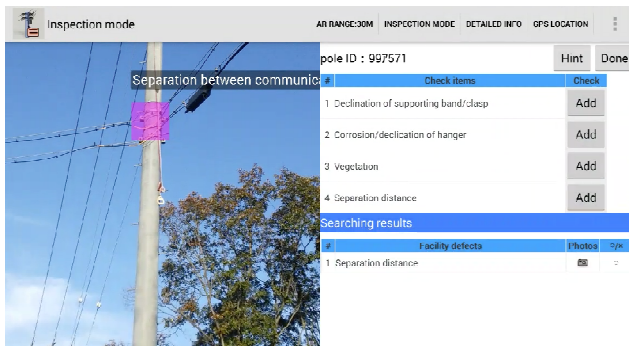 Inspection mode
AR RANGE:30M INSPECTION MODE DETAILED INFO GPS LOCATION
Separation between communica
pole ID : 997571 Hint Done
# Check items Check
1 Declination of supporting band/clasp Add
2 Corrosion/declication of hanger Add
3 Vegetation Add
4 Separation distance Add
Searching results
# Facility defects Photos
1 Separation distance